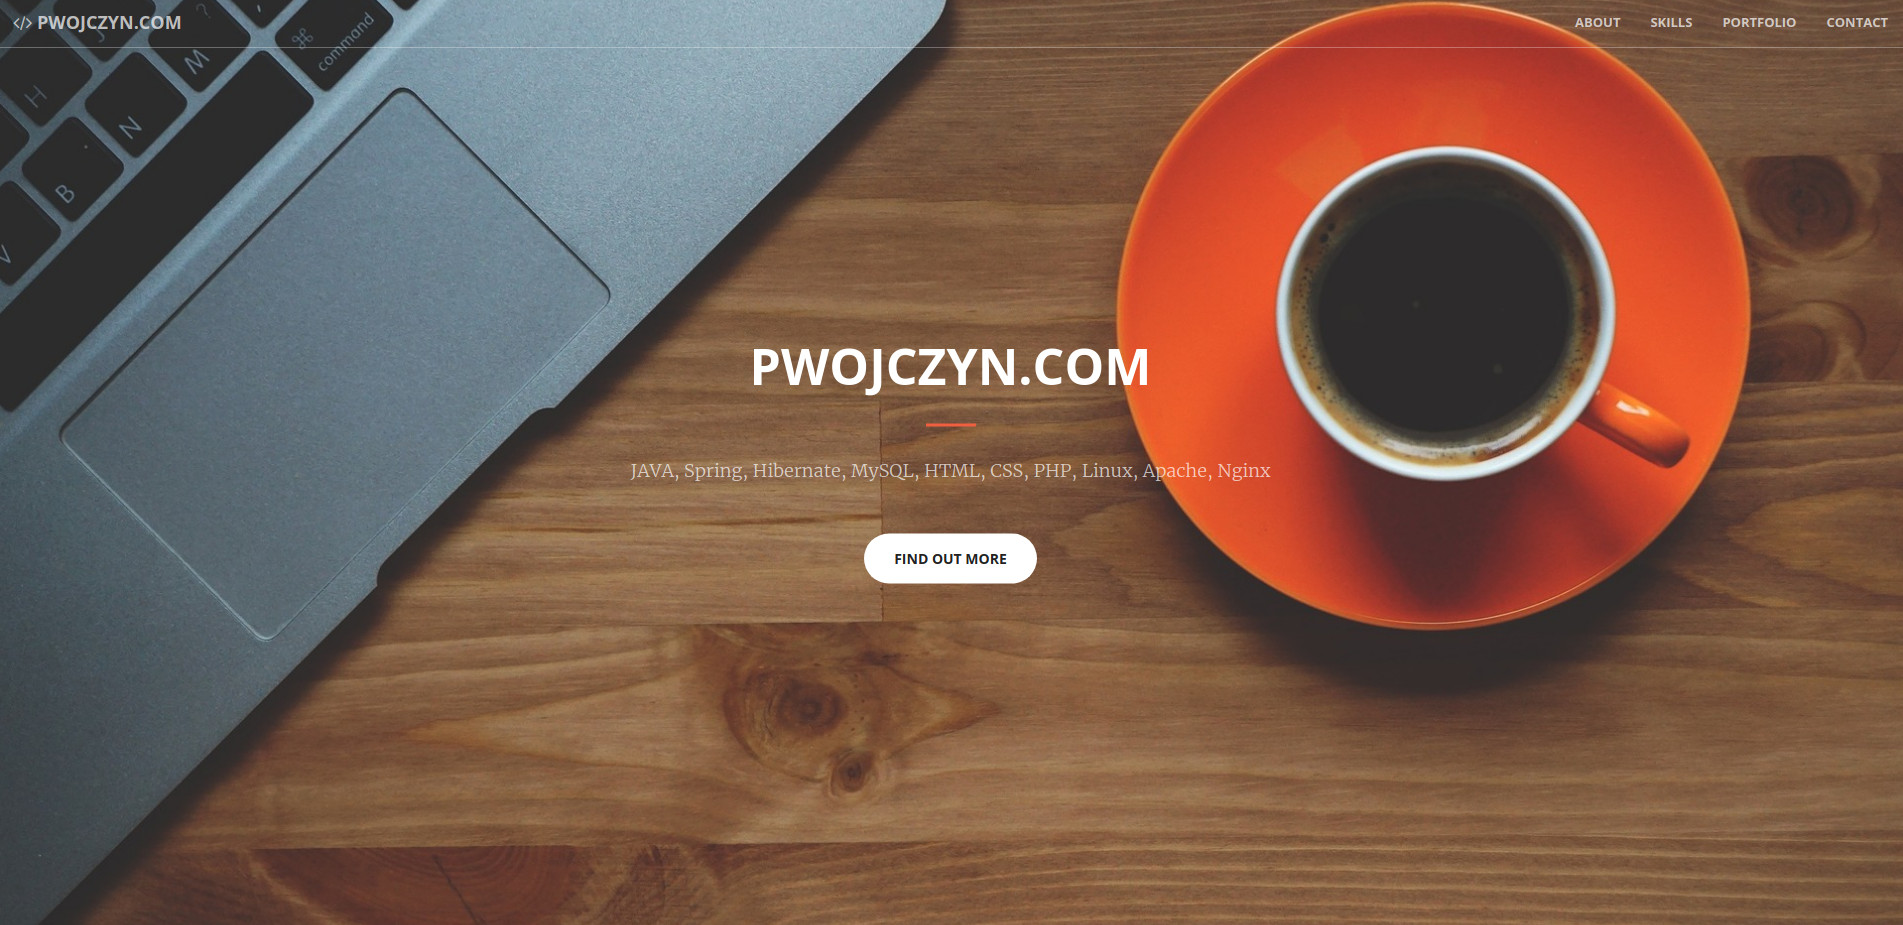 </> PWOJCZYN.COM
ABOUT SKILLS PORTFOLIO CONTACT
?
J
M
⌘
command
H
N
B
V
PWOJCZYN.COM
JAVA, Spring, Hibernate, MySQL, HTML, CSS, PHP, Linux, Apache, Nginx
FIND OUT MORE